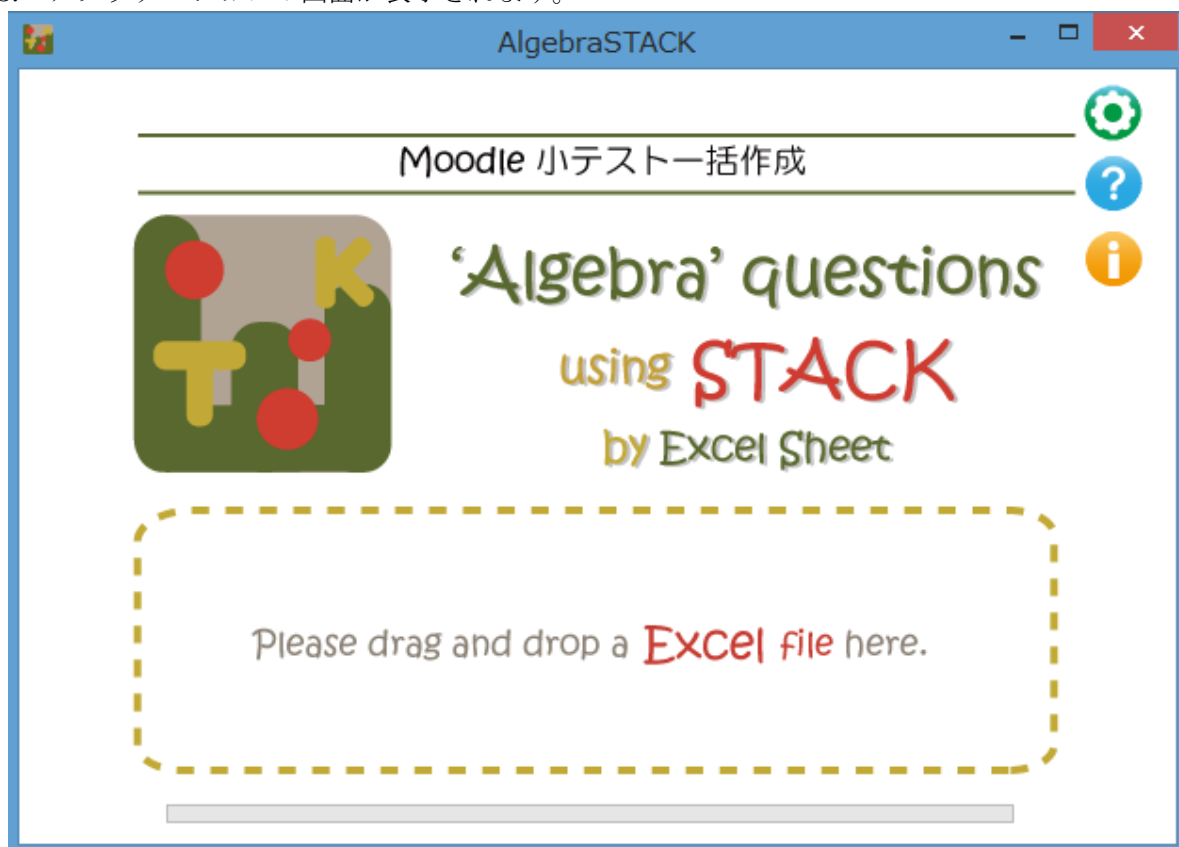 AlgebraSTACK
Moodle 小テスト一括作成
‘Algebra’ questions
using STACK
by Excel Sheet
Please drag and drop a Excel file here.